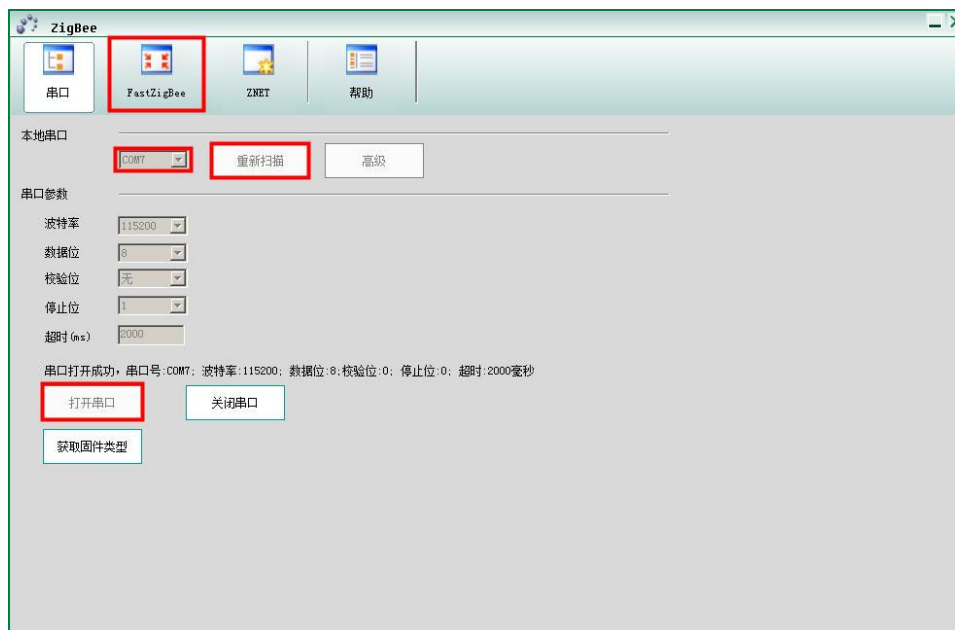 ZigBee
串口 FastZigBee ZNET 帮助
本地串口
COM7 重新扫描 高级
串口参数
波特率 115200
数据位 8
校验位 无
停止位 1
超时(ms) 2000
串口打开成功，串口号:COM7; 波特率:115200; 数据位:8;校验位:0; 停止位:0; 超时:2000毫秒
打开串口 关闭串口
获取固件类型